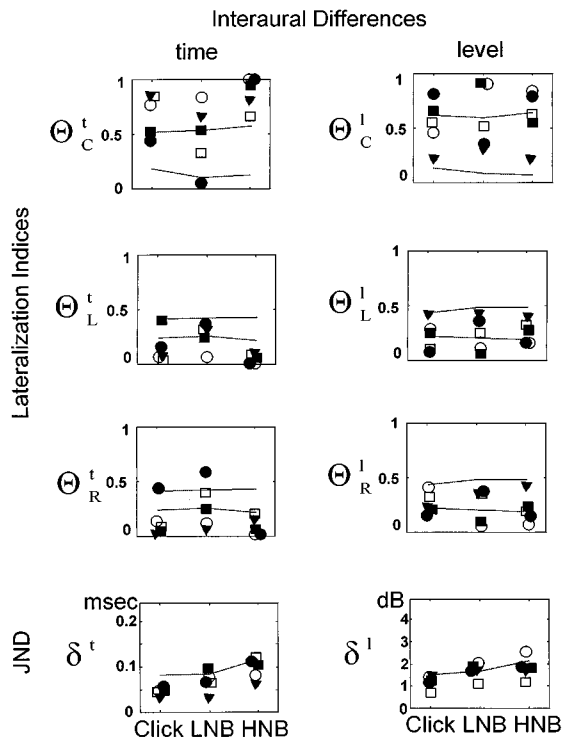 Interaural Differences
time level
Lateralization Indices
1
0.5
0
Θ t C
1
0.5
0
Θ l C
1
0.5
0
Θ t L
1
0.5
0
Θ l L
1
0.5
0
Θ t R
1
0.5
0
Θ l R
JND
msec
0.2
0.1
0
δ t
dB
4
3
2
1
0
δ l
Click LNB HNB
Click LNB HNB